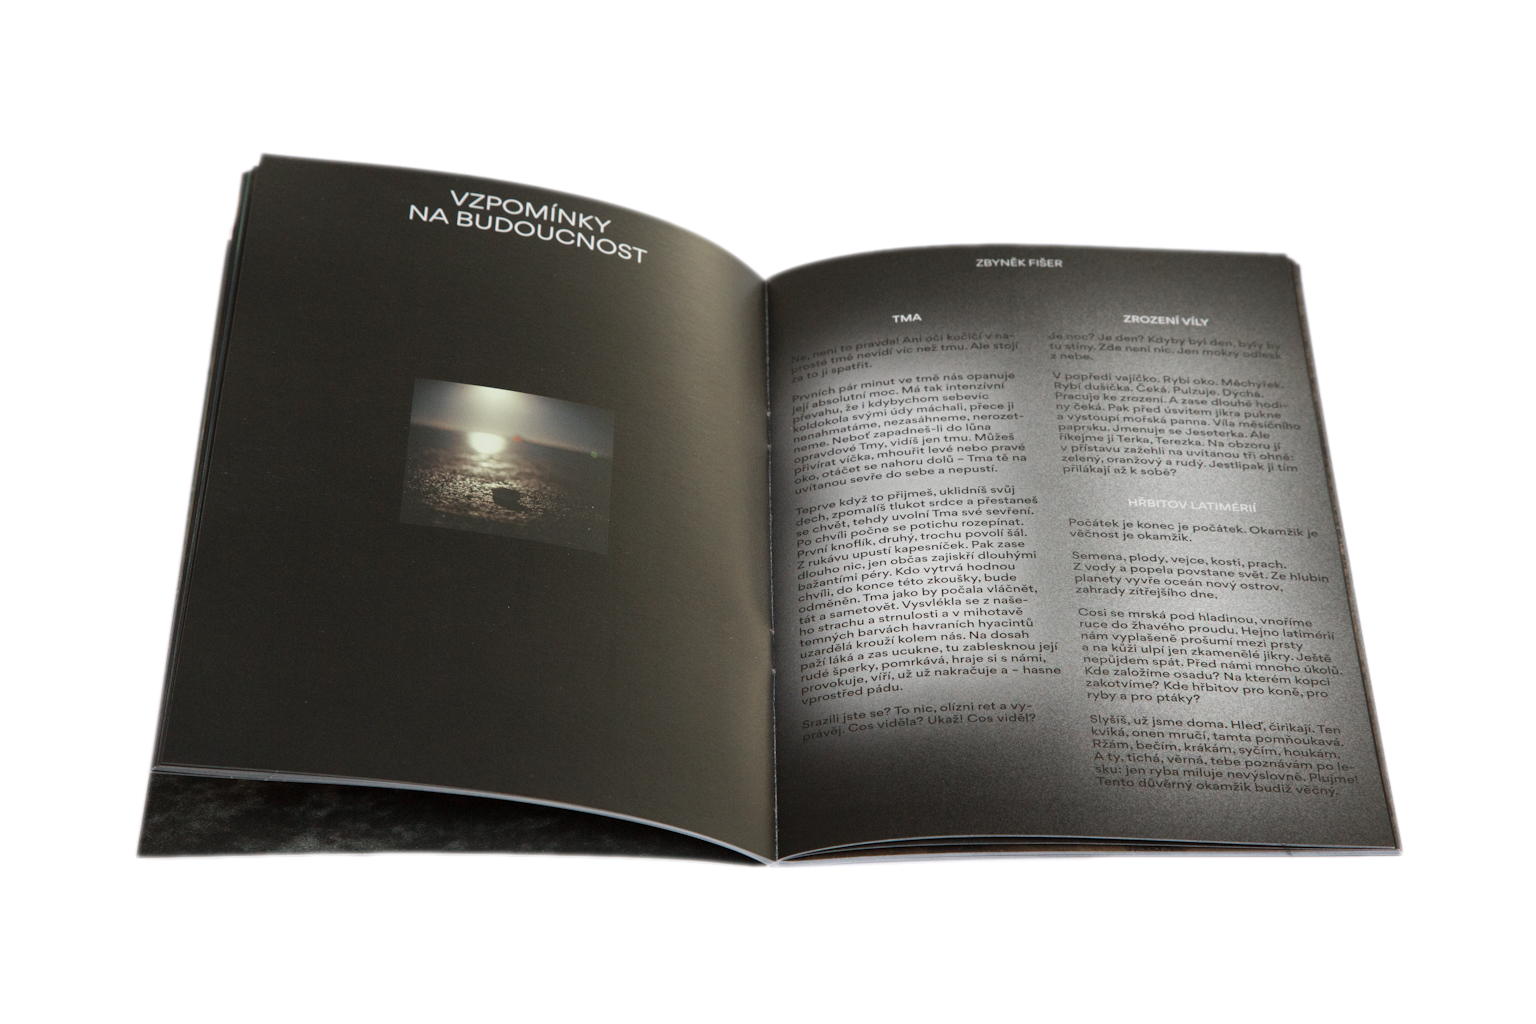 VZPOMÍNKY
NA BUDOUCNOST
ZBYNĚK FIŠER
TMA
Ne, není to pravda! Ani oči kočičí v na-
prosté tmě nevidí víc než tmu. Ale stojí
za to ji spatřit.
Prvních pár minut ve tmě nás opanuje
její absolutní moc. Má tak intenzivní
převahu, že i kdybychom sebevíc
koldokola svými údy máchali, přece ji
nenahmatáme, nezasáhneme, nerozet-
neme. Neboť zapadneš-li do lůna
opravdové Tmy, vidíš jen tmu. Můžeš
přivírat víčka, mhouřit levé nebo pravé
oko, otáčet se nahoru dolů – Tma tě na
uvítanou sevře do sebe a nepustí.
Teprve když to přijmeš, uklidníš svůj
dech, zpomalíš tlukot srdce a přestaneš
se chvět, tehdy uvolní Tma své sevření.
Po chvíli počne se potichu rozepínat.
První knoflík, druhý, trochu povolí šál.
Z rukávu upustí kapesníček. Pak zase
dlouho nic, jen občas zajiskří dlouhými
bažantími péry. Kdo vytrvá hodnou
chvíli, do konce této zkoušky, bude
odměněn. Tma jako by počala vláčnět,
tát a sametovět. Vysvlékla se z naše-
ho strachu a strnulosti a v mihotavě
temných barvách havraních hyacintů
uzardělá krouží kolem nás. Na dosah
paží láká a zas ucukne, tu zablesknou její
rudé šperky, pomrkává, hraje si s námi,
provokuje, víří, už už nakračuje a – hasne
vprostřed pádu.
Srazili jste se? To nic, olízni ret a vy-
právěj. Cos viděla? Ukaž! Cos viděl?
ZROZENÍ VÍLY
Je noc? Je den? Kdyby byl den, byly by
tu stíny. Zde není nic. Jen mokrý odlesk
z nebe.
V popředí vajíčko. Rybí oko. Měchýřek.
Rybí dušička. Čeká. Pulzuje. Dýchá.
Pracuje ke zrození. A zase dlouhé hodi-
ny čeká. Pak před úsvitem jikra pukne
a vystoupí mořská panna. Víla měsíčního
paprsku. Jmenuje se Jeseterka. Ale
říkejme jí Terka, Terezka. Na obzoru jí
v přístavu zažehli na uvítanou tři ohně:
zelený, oranžový a rudý. Jestlipak ji tím
přilákají až k sobě?
HŘBITOV LATIMÉRIÍ
Počátek je konec je počátek. Okamžik je
věčnost je okamžik.
Semena, plody, vejce, kosti, prach.
Z vody a popela povstane svět. Ze hlubin
planety vyvře oceán nový ostrov,
zahrady zítřejšího dne.
Cosi se mrská pod hladinou, vnoříme
ruce do žhavého proudu. Hejno latimérií
nám vyplašeně prošumí mezi prsty
a na kůži ulpí jen zkamenělé jikry. Ještě
nepůjdem spát. Před námi mnoho úkolů.
Kde založíme osadu? Na kterém kopci
zakotvíme? Kde hřbitov pro koně, pro
ryby a pro ptáky?
Slyšíš, už jsme doma. Hleď, čiřikají. Ten
kviká, onen mručí, tamta pomňoukává.
Ržám, bečím, krákám, syčím, houkám.
A ty, tichá, věrná, tebe poznávám po le-
sku: jen ryba miluje nevýslovně. Plujme!
Tento důvěrný okamžik budiž věčný.